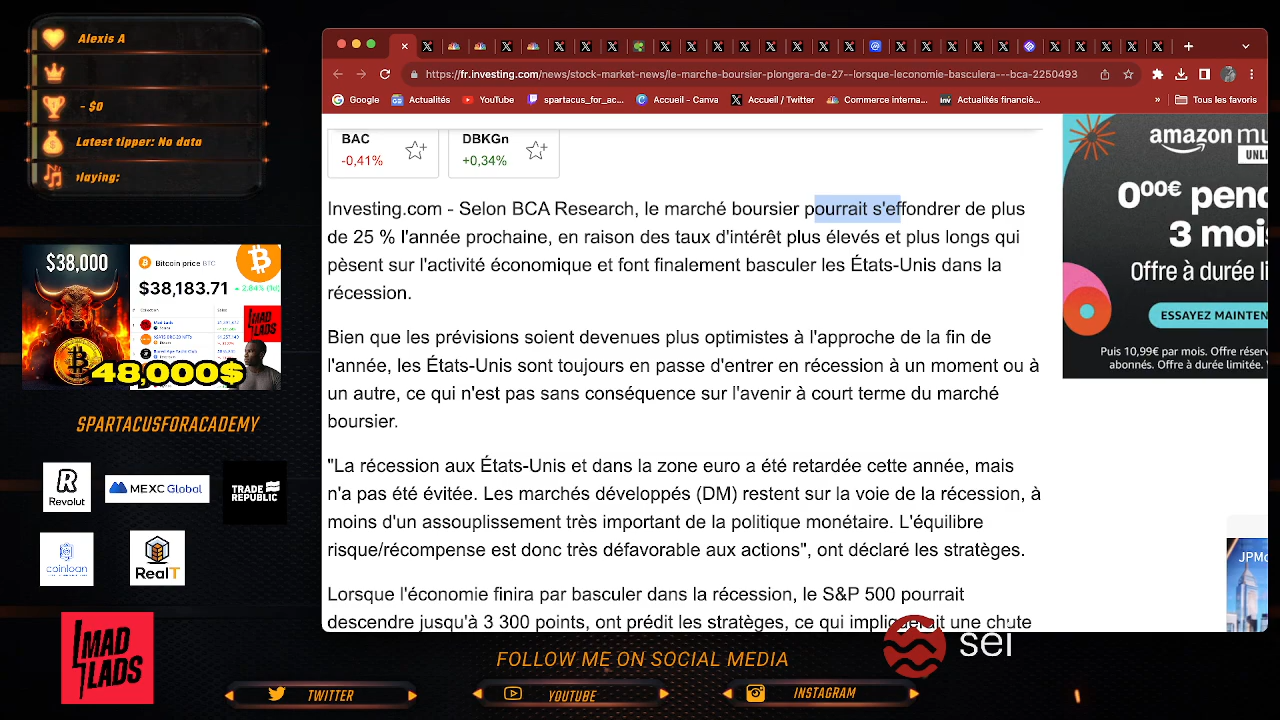 Alexis A
- $0
Latest tipper: No data
playing:
https://fr.investing.com/news/stock-market-news/le-marche-boursier-plongera-de-27--lorsque-leconomie-basculera---bca-2250493
Google
Actualités
YouTube
spartacus_for_ac...
Accueil - Canva
Accueil / Twitter
Commerce interna...
Actualités financiè...
»
Tous les favoris
BAC
-0,41%
DBKGn
+0,34%
Investing.com - Selon BCA Research, le marché boursier pourrait s'effondrer de plus
de 25 % l'année prochaine, en raison des taux d'intérêt plus élevés et plus longs qui
pèsent sur l'activité économique et font finalement basculer les États-Unis dans la
récession.
Bien que les prévisions soient devenues plus optimistes à l'approche de la fin de
l'année, les États-Unis sont toujours en passe d'entrer en récession à un moment ou à
un autre, ce qui n'est pas sans conséquence sur l'avenir à court terme du marché
boursier.
"La récession aux États-Unis et dans la zone euro a été retardée cette année, mais
n'a pas été évitée. Les marchés développés (DM) restent sur la voie de la récession, à
moins d'un assouplissement très important de la politique monétaire. L'équilibre
risque/récompense est donc très défavorable aux actions", ont déclaré les stratèges.
Lorsque l'économie finira par basculer dans la récession, le S&P 500 pourrait
descendre jusqu'à 3 300 points, ont prédit les stratèges, ce qui impliquerait une chute
amazon mu
UNLI
0⁰⁰€ pend
3 moi
Offre à durée li
ESSAYEZ MAINTEN
Puis 10,99€ par mois. Offre réser
abonnés. Offre à durée limitée.
JPMo
$38,000
Bitcoin price BTC
$38,183.71
+ 2.84% (1d)
MAD
LADS
48,000$
SPARTACUSFORACADEMY
Revolut
MEXC Global
TRADE
REPUBLIC
coinloan
RealT
MAD
LADS
sei
FOLLOW ME ON SOCIAL MEDIA
TWITTER
YOUTUBE
INSTAGRAM